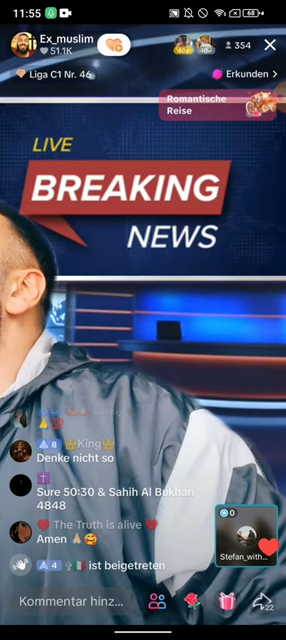 11:55
68
Ex_muslim
51.1K
354
Liga C1 Nr. 46
Erkunden
Romantische
Reise
LIVE
BREAKING
NEWS
8 King
Denke nicht so
Sure 50:30 & Sahih Al Bukhari
4848
The Truth is alive
Amen
0
Stefan_with...
4 ist beigetreten
Kommentar hinz...
22